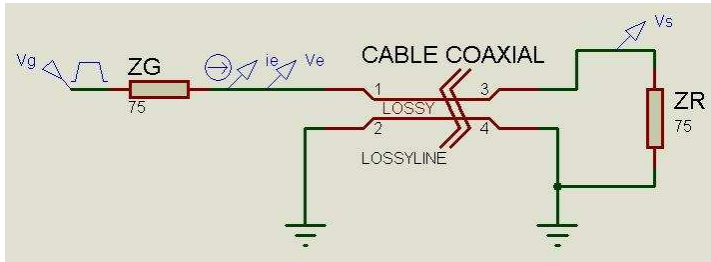 Vg
ZG
75
ie
Ve
CABLE COAXIAL
1
3
LOSSY
2
4
LOSSYLINE
Vs
ZR
75